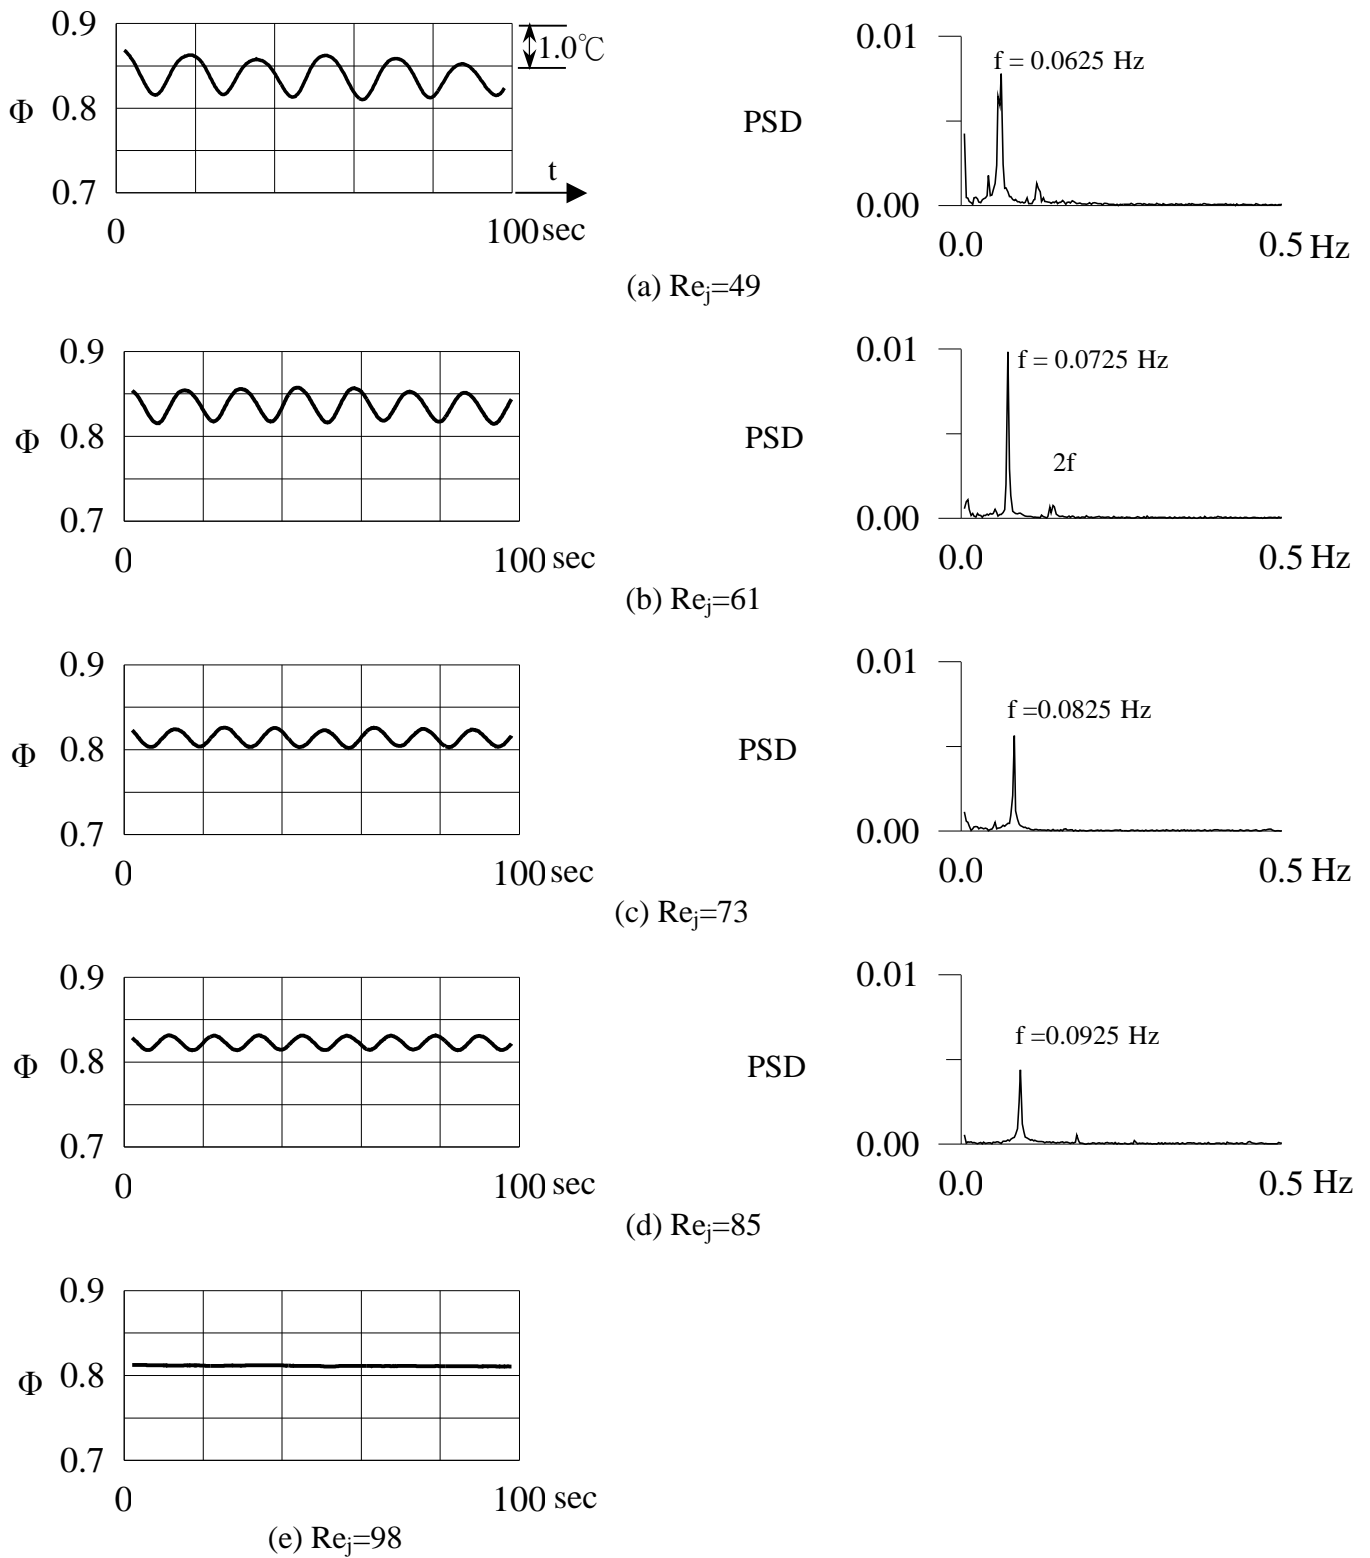 0.9
1.0℃
Φ 0.8
t
0.7
0 100 sec
0.01
f = 0.0625 Hz
PSD
0.00
0.0 0.5 Hz
(a) Rej=49
0.9
Φ 0.8
0.7
0 100 sec
0.01
f = 0.0725 Hz
PSD
2f
0.00
0.0 0.5 Hz
(b) Rej=61
0.9
Φ 0.8
0.7
0 100 sec
0.01
f =0.0825 Hz
PSD
0.00
0.0 0.5 Hz
(c) Rej=73
0.9
Φ 0.8
0.7
0 100 sec
0.01
f =0.0925 Hz
PSD
0.00
0.0 0.5 Hz
(d) Rej=85
0.9
Φ 0.8
0.7
0 100 sec
(e) Rej=98